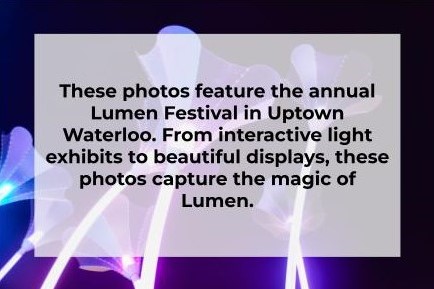 These photos feature the annual
Lumen Festival in Uptown
Waterloo. From interactive light
exhibits to beautiful displays, these
photos capture the magic of
Lumen.